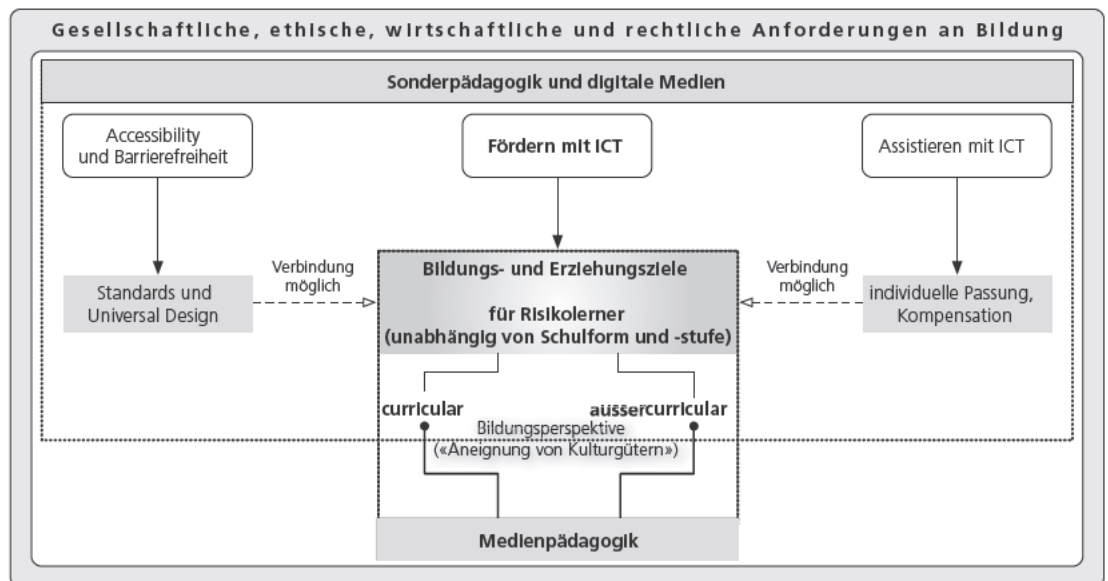 Gesellschaftliche, ethische, wirtschaftliche und rechtliche Anforderungen an Bildung
Sonderpädagogik und digitale Medien
Accessibility
und Barrierefreiheit
Fördern mit ICT
Assistieren mit ICT
Standards und
Universal Design
Verbindung
möglich
Bildungs- und Erziehungsziele
für Risikolerner
(unabhängig von Schulform und -stufe)
Verbindung
möglich
individuelle Passung,
Kompensation
curricular
aüssercurricular
Bildungsperspektive
(«Aneignung von Kulturgütern»)
Medienpädagogik